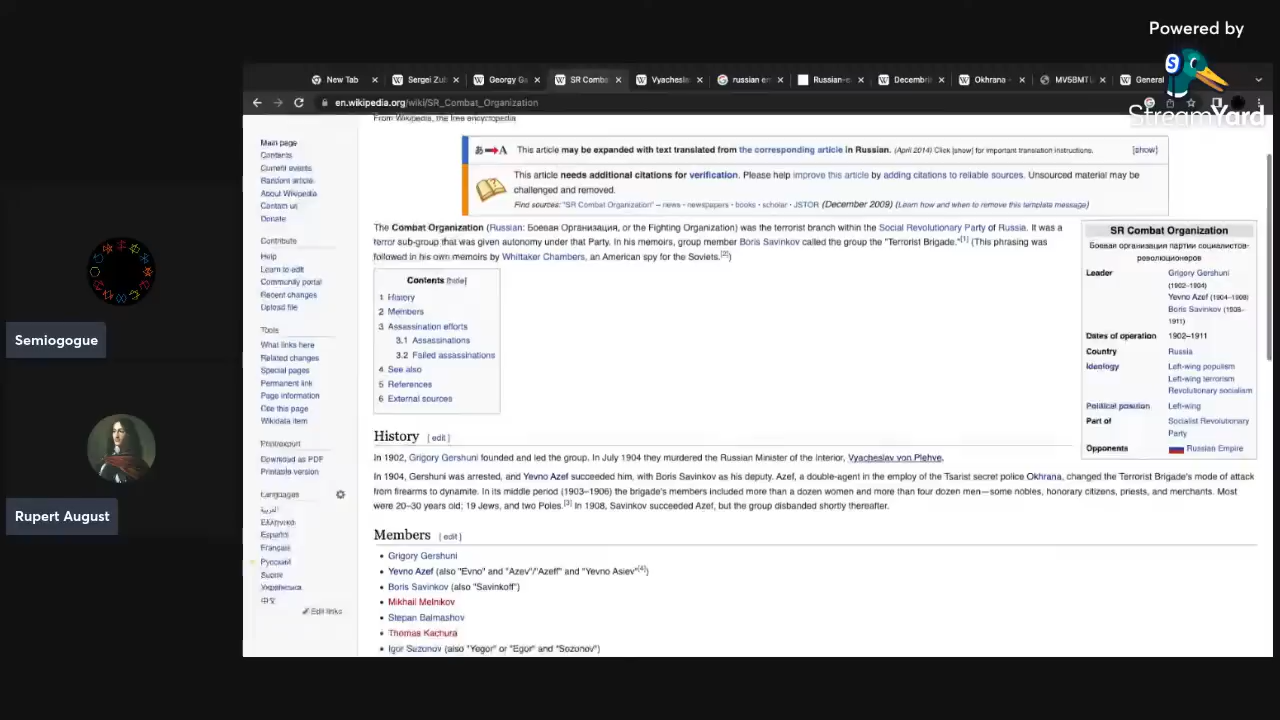 Powered by
StreamYard
New Tab
Sergei Zu
Georgy Ga
SR Comba
Vyachesla
russian em
Russian-
Decembri
Okhrana -
MV5BMT
General
en.wikipedia.org/wiki/SR_Combat_Organization
From Wikipedia, the free encyclopedia
Main page
Contents
Current events
Random article
About Wikipedia
Contact us
Donate
Contribute
Help
Learn to edit
Community portal
Recent changes
Upload file
Tools
What links here
Related changes
Special pages
Permanent link
Page information
Cite this page
Wikidata item
Print/export
Download as PDF
Printable version
Languages
العربية
Ελληνικά
Español
Français
Русский
Suomi
Українська
中文
Edit links
This article may be expanded with text translated from the corresponding article in Russian. (April 2014) Click [show] for important translation instructions. [show]
This article needs additional citations for verification. Please help improve this article by adding citations to reliable sources. Unsourced material may be
challenged and removed.
Find sources: "SR Combat Organization" – news · newspapers · books · scholar · JSTOR (December 2009) (Learn how and when to remove this template message)
The Combat Organization (Russian: Боевая Организация, or the Fighting Organization) was the terrorist branch within the Social Revolutionary Party of Russia. It was a
terror sub-group that was given autonomy under that Party. In his memoirs, group member Boris Savinkov called the group the "Terrorist Brigade."[1] (This phrasing was
followed in his own memoirs by Whittaker Chambers, an American spy for the Soviets.[2])
Contents [hide]
1 History
2 Members
3 Assassination efforts
3.1 Assassinations
3.2 Failed assassinations
4 See also
5 References
6 External sources
SR Combat Organization
Боевая организация партии социалистов-
революционеров
Leader Grigory Gershuni
(1902–1904)
Yevno Azef (1904–1908)
Boris Savinkov (1908–
1911)
Dates of operation 1902–1911
Country Russia
Ideology Left-wing populism
Left-wing terrorism
Revolutionary socialism
Political position Left-wing
Part of Socialist Revolutionary
Party
Opponents Russian Empire
History [ edit ]
In 1902, Grigory Gershuni founded and led the group. In July 1904 they murdered the Russian Minister of the Interior, Vyacheslav von Plehve.
In 1904, Gershuni was arrested, and Yevno Azef succeeded him, with Boris Savinkov as his deputy. Azef, a double-agent in the employ of the Tsarist secret police Okhrana, changed the Terrorist Brigade's mode of attack
from firearms to dynamite. In its middle period (1903–1906) the brigade's members included more than a dozen women and more than four dozen men—some nobles, honorary citizens, priests, and merchants. Most
were 20–30 years old; 19 Jews, and two Poles.[3] In 1908, Savinkov succeeded Azef, but the group disbanded shortly thereafter.
Members [ edit ]
• Grigory Gershuni
• Yevno Azef (also "Evno" and "Azev"/"Azeff" and "Yevno Asiev"[4])
• Boris Savinkov (also "Savinkoff")
• Mikhail Melnikov
• Stepan Balmashov
• Thomas Kachura
• Igor Sazonov (also "Yegor" or "Egor" and "Sozonov")
Semiogogue
Rupert August